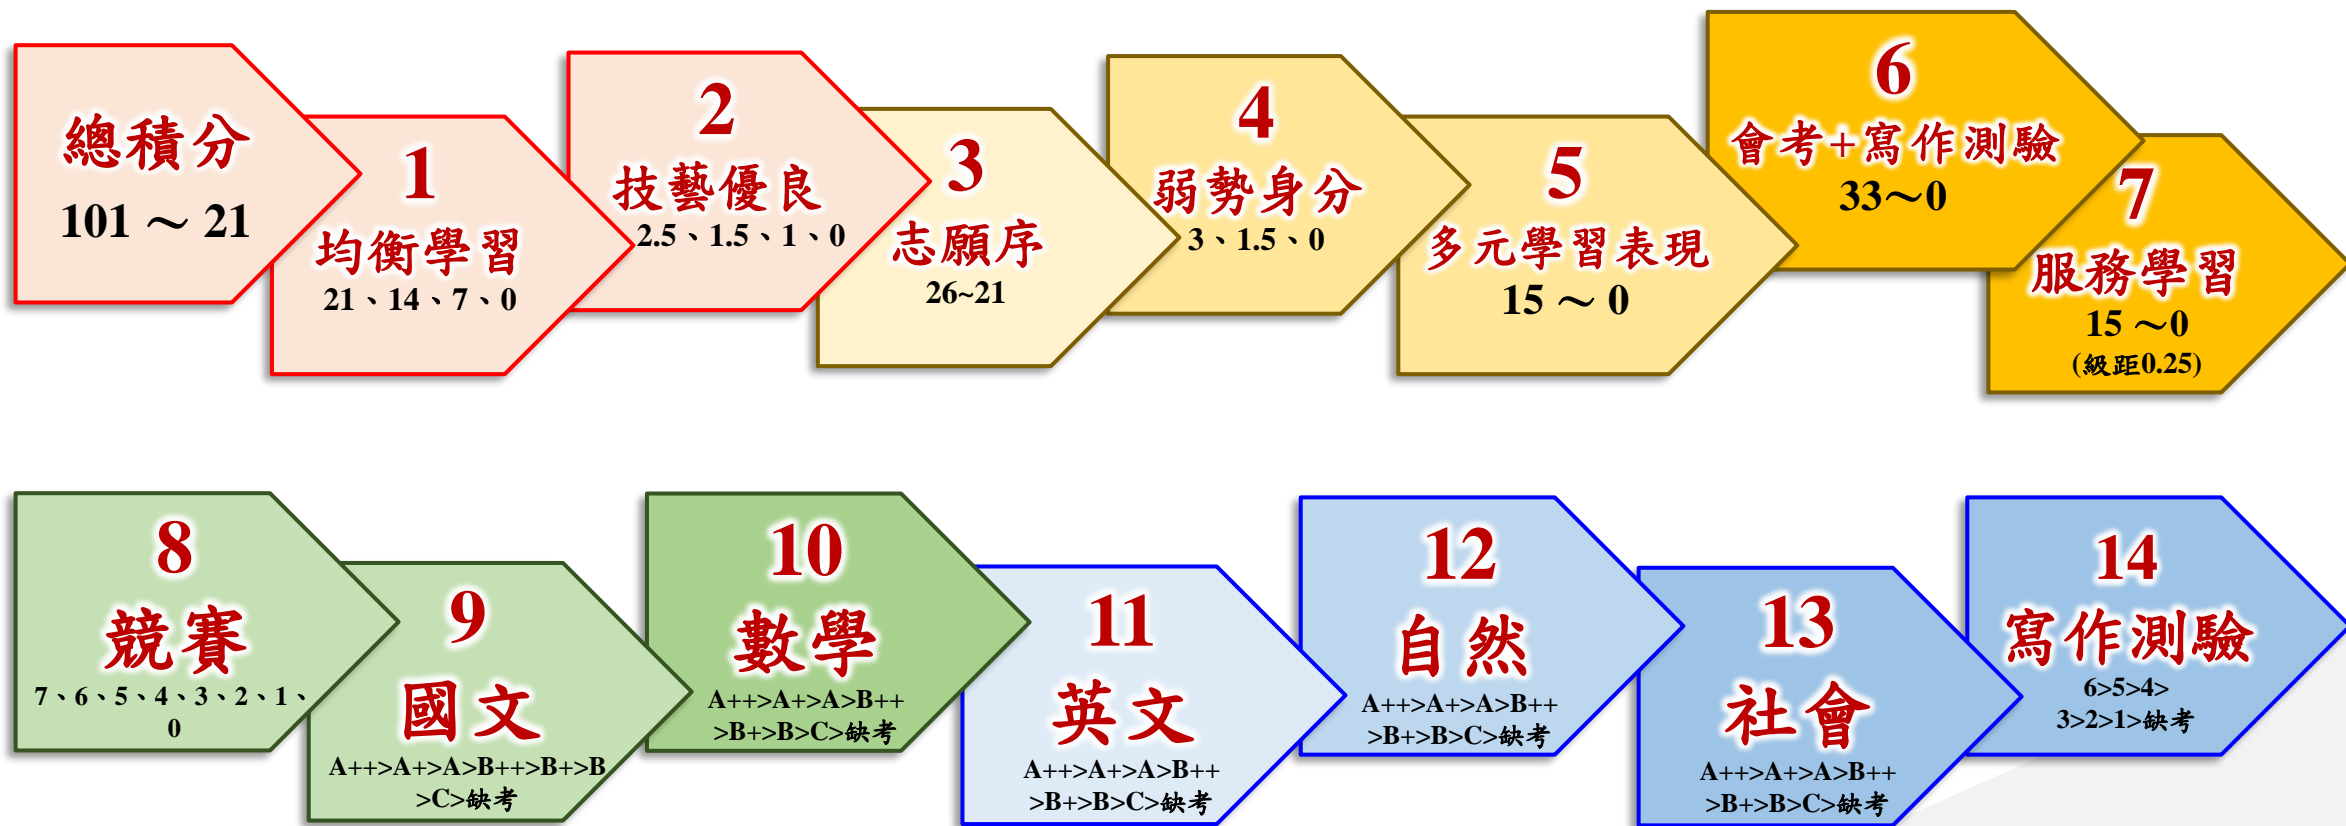 總積分
101 ～ 21
1
均衡學習
21、14、7、0
2
技藝優良
2.5、1.5、1、0
3
志願序
26~21
4
弱勢身分
3、1.5、0
5
多元學習表現
15 ～ 0
6
會考+寫作測驗
33～0
7
服務學習
15 ～0
(級距0.25)
8
競賽
7、6、5、4、3、2、1、
0
9
國文
A++>A+>A>B++>B+>B
>C>缺考
10
數學
A++>A+>A>B++
>B+>B>C>缺考
11
英文
A++>A+>A>B++
>B+>B>C>缺考
12
自然
A++>A+>A>B++
>B+>B>C>缺考
13
社會
A++>A+>A>B++
>B+>B>C>缺考
14
寫作測驗
6>5>4>
3>2>1>缺考